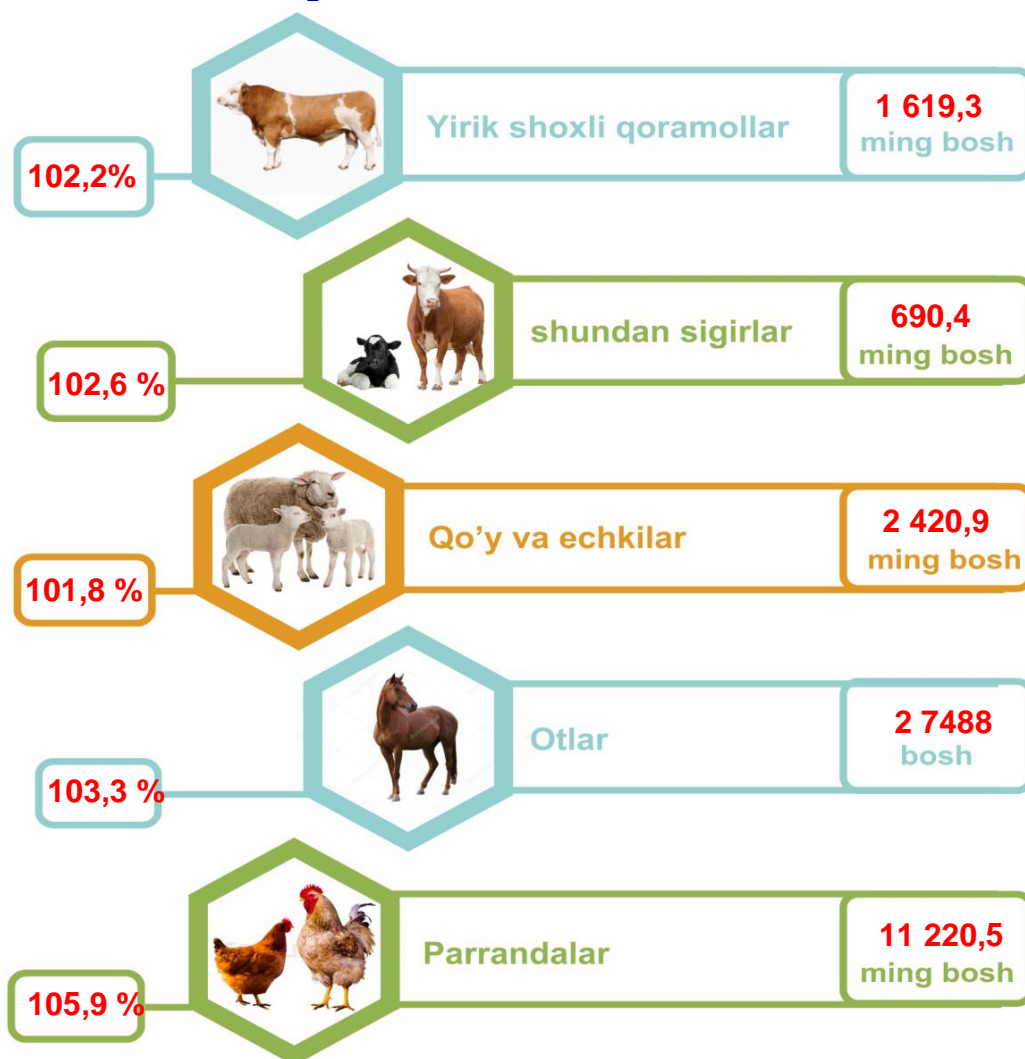 Yirik shoxli qoramollar
1 619,3
ming bosh
102,2%
shundan sigirlar
690,4
ming bosh
102,6 %
Qo'y va echkilar
2 420,9
ming bosh
101,8 %
Otlar
2 7488
bosh
103,3 %
Parrandalar
11 220,5
ming bosh
105,9 %